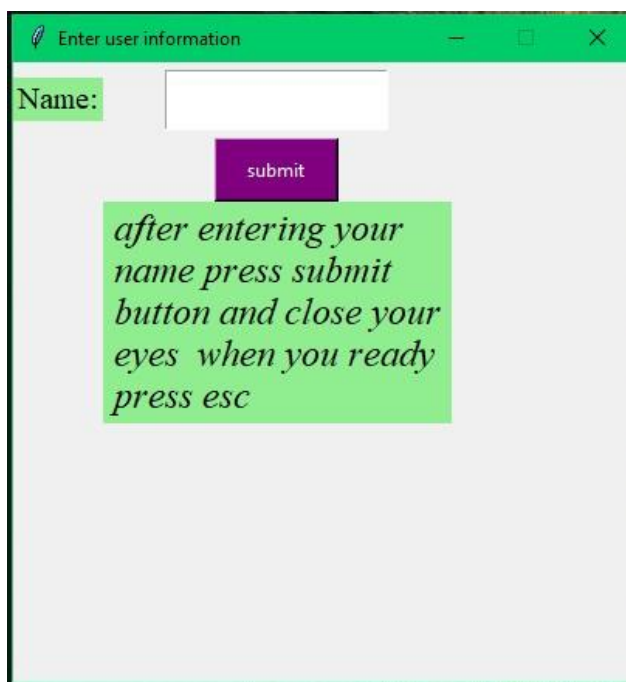 Enter user information
Name:
submit
after entering your
name press submit
button and close your
eyes  when you ready
press esc